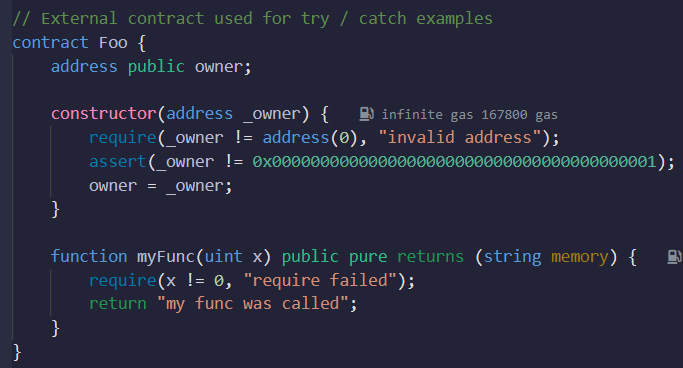 // External contract used for try / catch examples
contract Foo {
    address public owner;

    constructor(address _owner) {    infinite gas 167800 gas
        require(_owner != address(0), "invalid address");
        assert(_owner != 0x0000000000000000000000000000000000000001);
        owner = _owner;
    }

    function myFunc(uint x) public pure returns (string memory) {
        require(x != 0, "require failed");
        return "my func was called";
    }
}